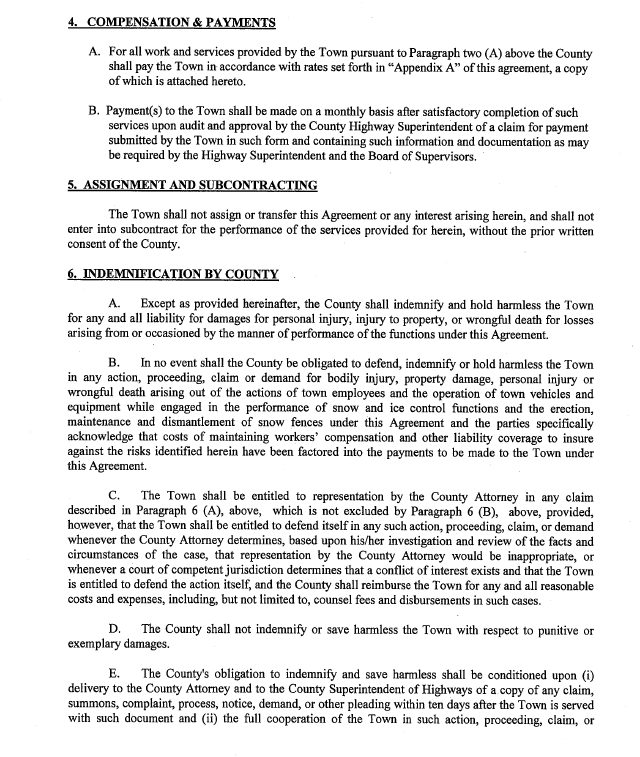 4. COMPENSATION & PAYMENTS
A. For all work and services provided by the Town pursuant to Paragraph two (A) above the County
shall pay the Town in accordance with rates set forth in “Appendix A” of this agreement, a copy
of which is attached hereto.
B. Payment(s) to the Town shall be made on a monthly basis after satisfactory completion of such
services upon audit and approval by the County Highway Superintendent of a claim for payment
submitted by the Town in such form and containing such information and documentation as may
be required by the Highway Superintendent and the Board of Supervisors.
5. ASSIGNMENT AND SUBCONTRACTING
The Town shall not assign or transfer this Agreement or any interest arising herein, and shall not
enter into subcontract for the performance of the services provided for herein, without the prior written
consent of the County.
6. INDEMNIFICATION BY COUNTY
A. Except as provided hereinafter, the County shall indemnify and hold harmless the Town
for any and all liability for damages for personal injury, injury to property, or wrongful death for losses
arising from or occasioned by the manner of performance of the functions under this Agreement.
B. In no event shall the County be obligated to defend, indemnify or hold harmless the Town
in any action, proceeding, claim or demand for bodily injury, property damage, personal injury or
wrongful death arising out of the actions of town employees and the operation of town vehicles and
equipment while engaged in the performance of snow and ice control functions and the erection,
maintenance and dismantlement of snow fences under this Agreement and the parties specifically
acknowledge that costs of maintaining workers’ compensation and other liability coverage to insure
against the risks identified herein have been factored into the payments to be made to the Town under
this Agreement.
C. The Town shall be entitled to representation by the County Attorney in any claim
described in Paragraph 6 (A), above, which is not excluded by Paragraph 6 (B), above, provided,
however, that the Town shall be entitled to defend itself in any such action, proceeding, claim, or demand
whenever the County Attorney determines, based upon his/her investigation and review of the facts and
circumstances of the case, that representation by the County Attorney would be inappropriate, or
whenever a court of competent jurisdiction determines that a conflict of interest exists and that the Town
is entitled to defend the action itself, and the County shall reimburse the Town for any and all reasonable
costs and expenses, including, but not limited to, counsel fees and disbursements in such cases.
D. The County shall not indemnify or save harmless the Town with respect to punitive or
exemplary damages.
E. The County's obligation to indemnify and save harmless shall be conditioned upon (i)
delivery to the County Attorney and to the County Superintendent of Highways of a copy of any claim,
summons, complaint, process, notice, demand, or other pleading within ten days after the Town is served
with such document and (ii) the full cooperation of the Town in such action, proceeding, claim, or